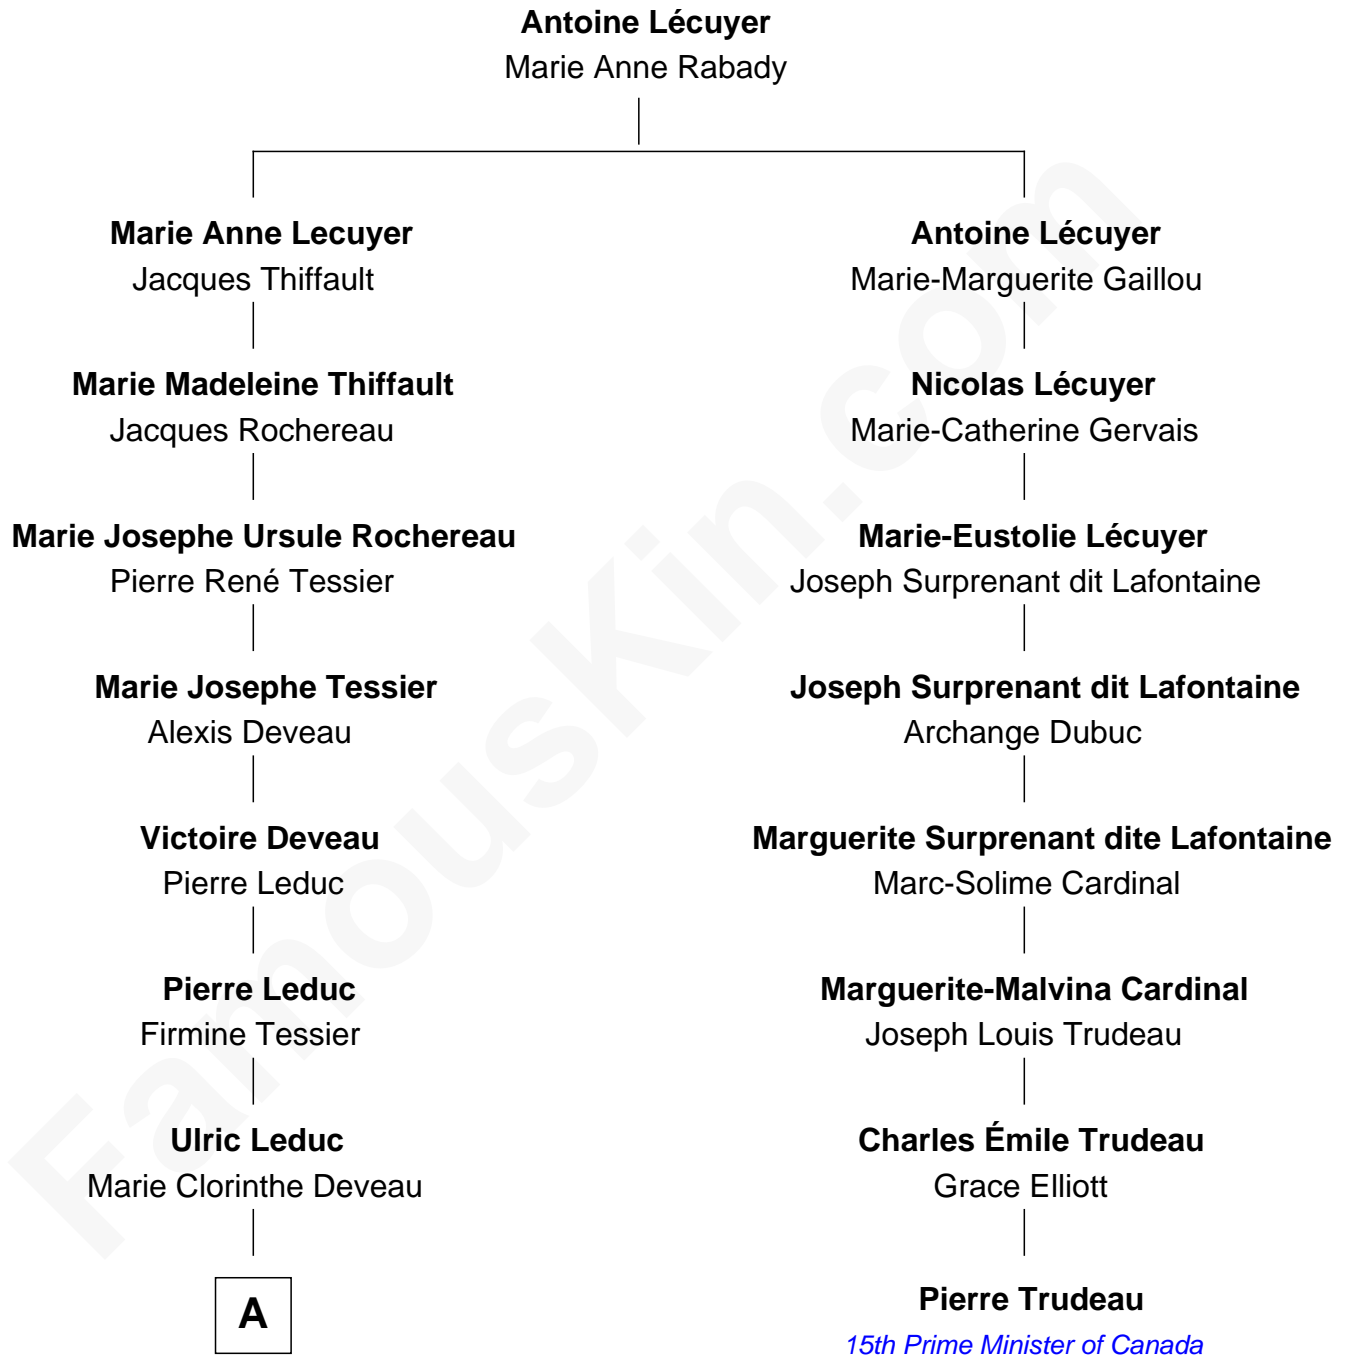 Antoine Lécuyer
Marie Anne Rabady
Marie Anne Lecuyer
Jacques Thiffault
Antoine Lécuyer
Marie-Marguerite Gaillou
Marie Madeleine Thiffault
Jacques Rochereau
Nicolas Lécuyer
Marie-Catherine Gervais
Marie Josephe Ursule Rochereau
Pierre René Tessier
Marie-Eustolie Lécuyer
Joseph Surprenant dit Lafontaine
Marie Josephe Tessier
Alexis Deveau
Joseph Surprenant dit Lafontaine
Archange Dubuc
Victoire Deveau
Pierre Leduc
Marguerite Surprenant dite Lafontaine
Marc-Solime Cardinal
Pierre Leduc
Firmine Tessier
Marguerite-Malvina Cardinal
Joseph Louis Trudeau
Ulric Leduc
Marie Clorinthe Deveau
Charles Émile Trudeau
Grace Elliott
A
Pierre Trudeau
15th Prime Minister of Canada
FamousKin.com